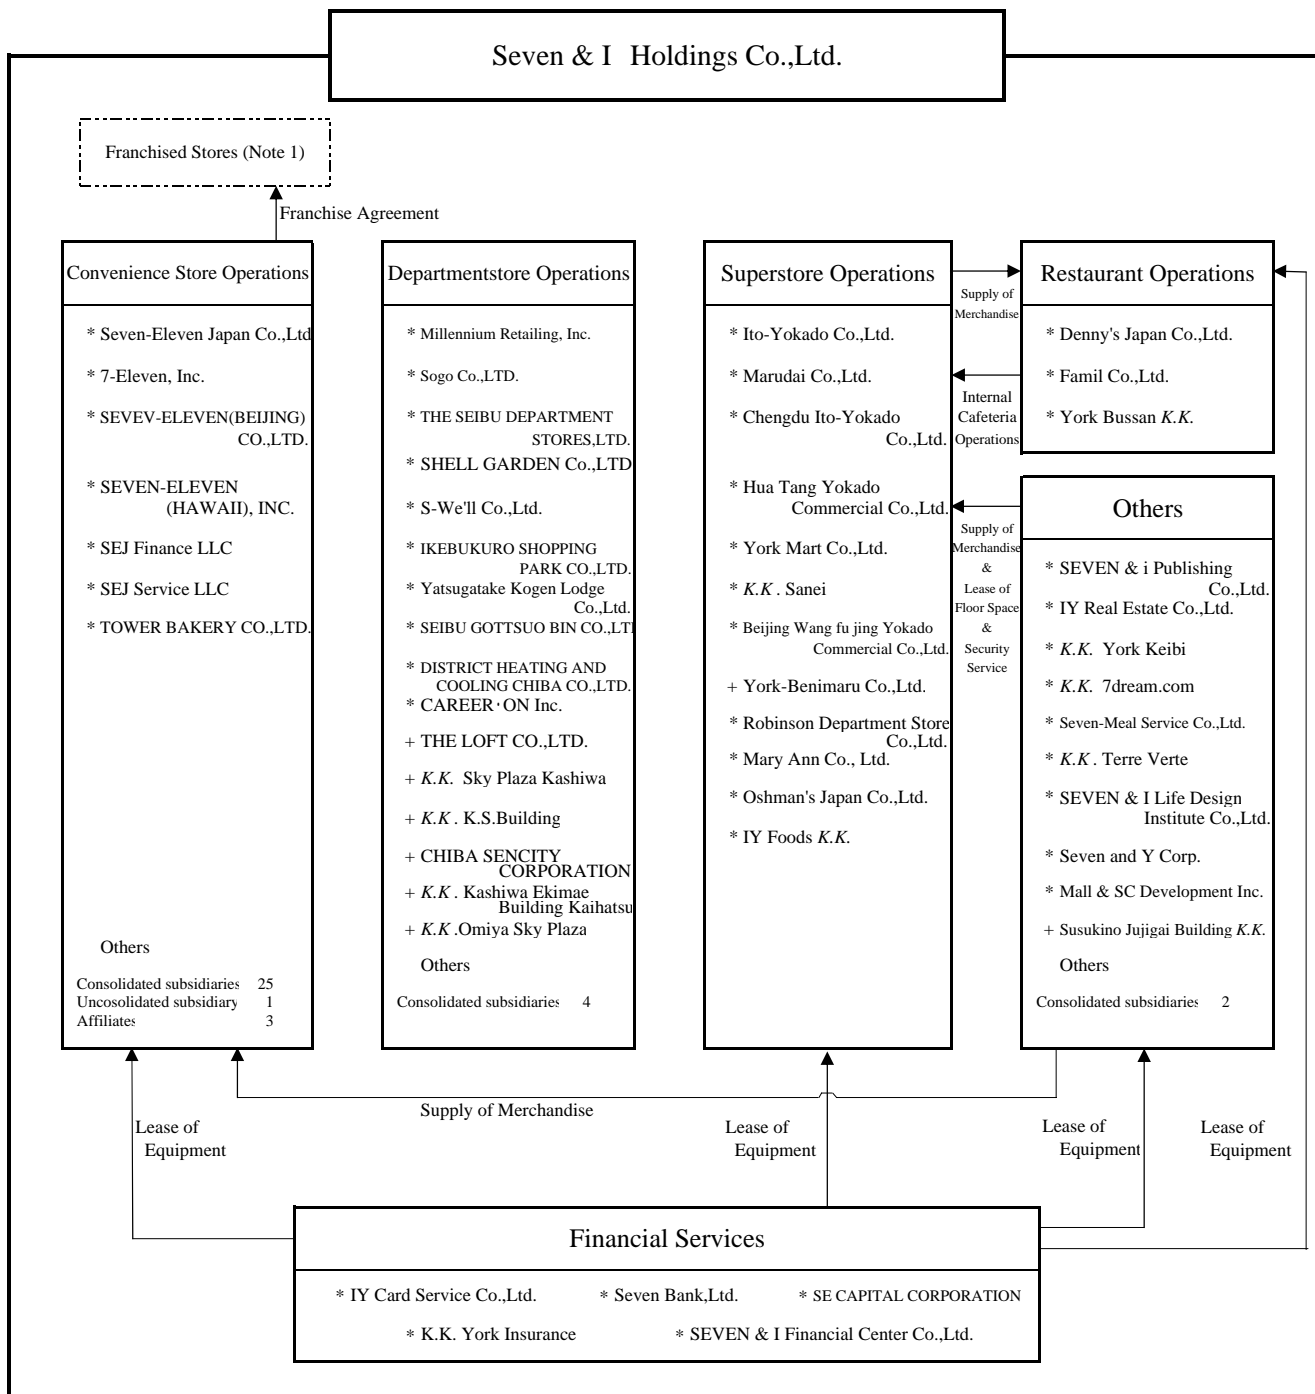 Seven & I Holdings Co.,Ltd.
Franchised Stores (Note 1)
Franchise Agreement
Convenience Store Operations
* Seven-Eleven Japan Co.,Ltd
* 7-Eleven, Inc.
* SEVEV-ELEVEN(BEIJING)
CO.,LTD.
* SEVEN-ELEVEN
(HAWAII), INC.
* SEJ Finance LLC
* SEJ Service LLC
* TOWER BAKERY CO.,LTD.
Others
Consolidated subsidiaries 25
Uncosolidated subsidiary 1
Affiliates 3
Departmentstore Operations
* Millennium Retailing, Inc.
* Sogo Co.,LTD.
* THE SEIBU DEPARTMENT
STORES,LTD.
* SHELL GARDEN Co.,LTD
* S-We'll Co.,Ltd.
* IKEBUKURO SHOPPING
PARK CO.,LTD.
* Yatsugatake Kogen Lodge
Co.,Ltd.
* SEIBU GOTTSUO BIN CO.,LTD
* DISTRICT HEATING AND
COOLING CHIBA CO.,LTD.
* CAREER・ON Inc.
+ THE LOFT CO.,LTD.
+ K.K. Sky Plaza Kashiwa
+ K.K . K.S.Building
+ CHIBA SENCITY
CORPORATION
+ K.K . Kashiwa Ekimae
Building Kaihatsu
+ K.K .Omiya Sky Plaza
Others
Consolidated subsidiaries 4
Superstore Operations
* Ito-Yokado Co.,Ltd.
* Marudai Co.,Ltd.
* Chengdu Ito-Yokado
Co.,Ltd.
* Hua Tang Yokado
Commercial Co.,Ltd.
* York Mart Co.,Ltd.
* K.K . Sanei
* Beijing Wang fu jing Yokado
Commercial Co.,Ltd.
+ York-Benimaru Co.,Ltd.
* Robinson Department Store
Co.,Ltd.
* Mary Ann Co., Ltd.
* Oshman's Japan Co.,Ltd.
* IY Foods K.K.
Supply of
Merchandise
Internal
Cafeteria
Operations
Supply of
Merchandise
&
Lease of
Floor Space
&
Security
Service
Restaurant Operations
* Denny's Japan Co.,Ltd.
* Famil Co.,Ltd.
* York Bussan K.K.
Others
* SEVEN & i Publishing
Co.,Ltd.
* IY Real Estate Co.,Ltd.
* K.K. York Keibi
* K.K. 7dream.com
* Seven-Meal Service Co.,Ltd.
* K.K . Terre Verte
* SEVEN & I Life Design
Institute Co.,Ltd.
* Seven and Y Corp.
* Mall & SC Development Inc.
+ Susukino Jujigai Building K.K.
Others
Consolidated subsidiaries 2
Supply of Merchandise
Lease of
Equipment
Lease of
Equipment
Lease of
Equipment
Lease of
Equipment
Financial Services
* IY Card Service Co.,Ltd. * Seven Bank,Ltd. * SE CAPITAL CORPORATION
* K.K. York Insurance * SEVEN & I Financial Center Co.,Ltd.